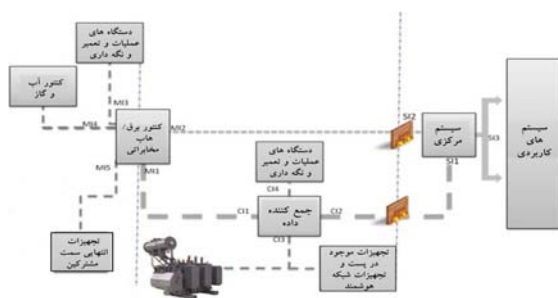 دستگاه های
عملیات و تعمیر
و نگه داری
کنتور آب
و گاز
MI3
MI4
کنتور برق/
هاب
مخابراتی
MI2
MI5
MI1
تجهیزات
انتهایی سمت
مشترکین
دستگاه های
عملیات و تعمیر
و نگه داری
CI4
CI1
جمع کننده
داده
CI2
CI3
تجهیزات موجود
در پست و
تجهیزات شبکه
هوشمند
SI2
سیستم
مرکزی
SI1
SI3
سیستم
های
کاربردی